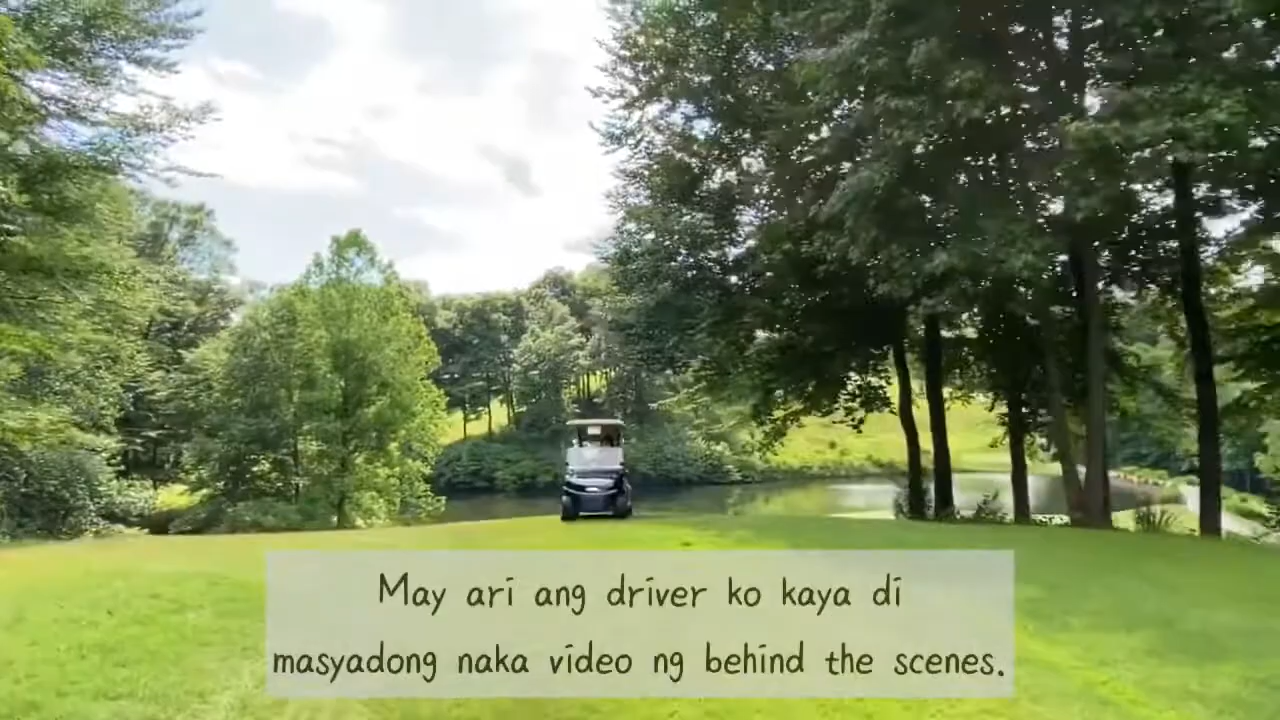 May ari ang driver ko kaya di
masyadong naka video ng behind the scenes.